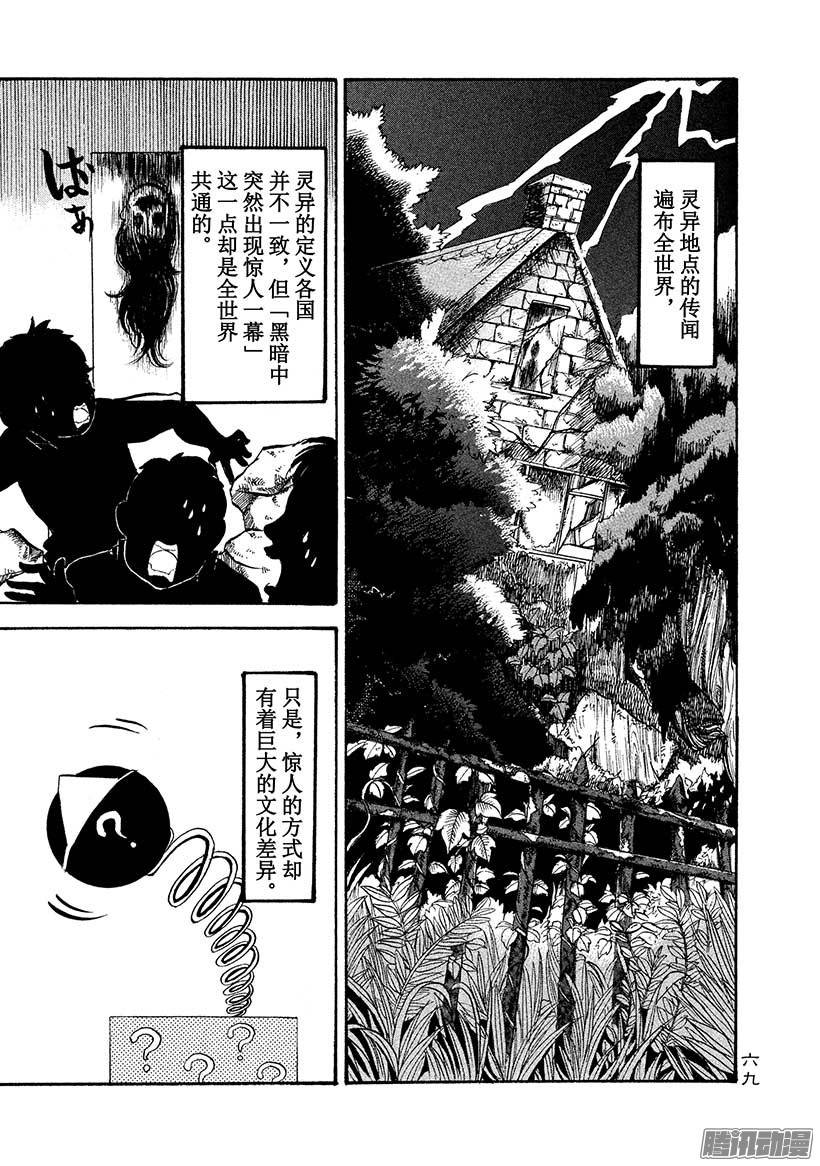 灵异地点的传闻
遍布全世界，
灵异的定义各国
并不一致，但「黑暗中
突然出现惊人一幕」
这一点却是全世界
共通的。
ばぁ
只是，惊人的方式却
有着巨大的文化差异。
?
?
?
?
?
六九
腾讯动漫